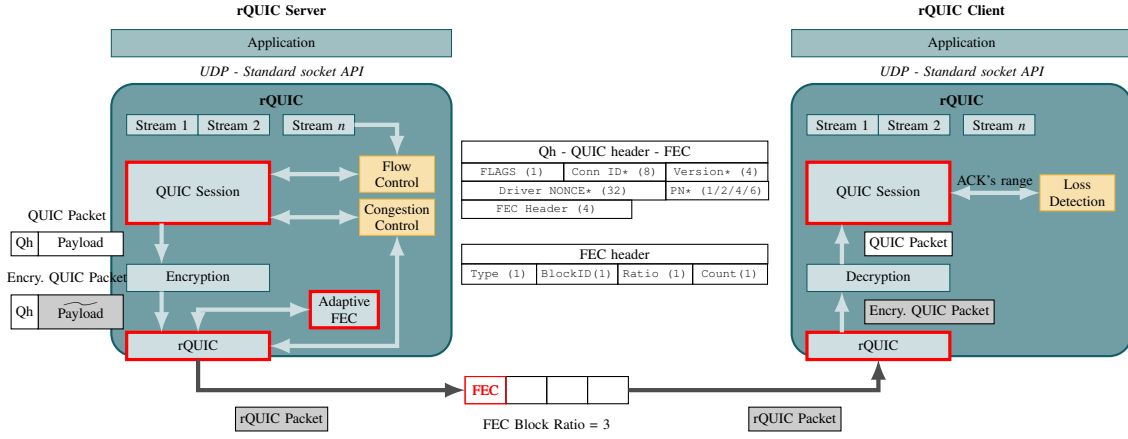 rQUIC Server
Application
UDP - Standard socket API
rQUIC
Stream 1
Stream 2
Stream n
QUIC Session
Flow
Control
Congestion
Control
QUIC Packet
Qh
Payload
Encry. QUIC Packet
Encryption
Qh
Payload
Adaptive
FEC
rQUIC
rQUIC Packet
Qh - QUIC header - FEC
FLAGS (1)
Conn ID* (8)
Version* (4)
Driver NONCE* (32)
PN* (1/2/4/6)
FEC Header (4)
FEC header
Type (1)
BlockID(1)
Ratio (1)
Count(1)
FEC
FEC Block Ratio = 3
rQUIC Client
Application
UDP - Standard socket API
rQUIC
Stream 1
Stream 2
Stream n
QUIC Session
ACK's range
Loss
Detection
QUIC Packet
Decryption
Encry. QUIC Packet
rQUIC
rQUIC Packet